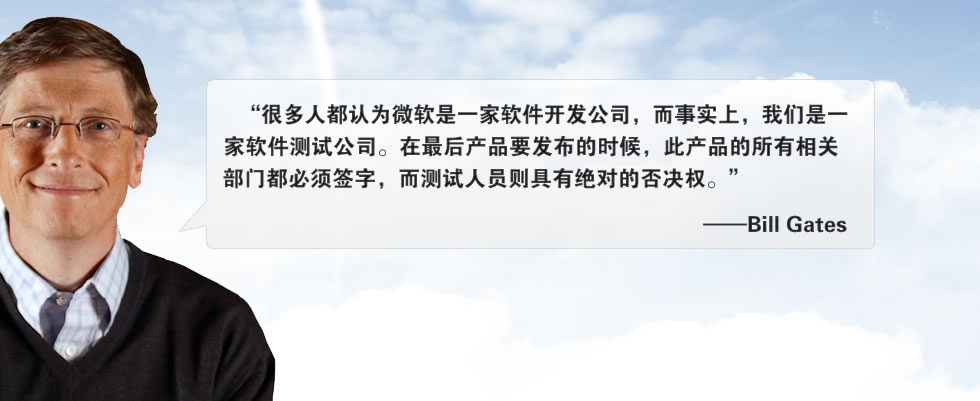 “很多人都认为微软是一家软件开发公司，而事实上，我们是一
家软件测试公司。在最后产品要发布的时候，此产品的所有相关
部门都必须签字，而测试人员则具有绝对的否决权。”
——Bill Gates